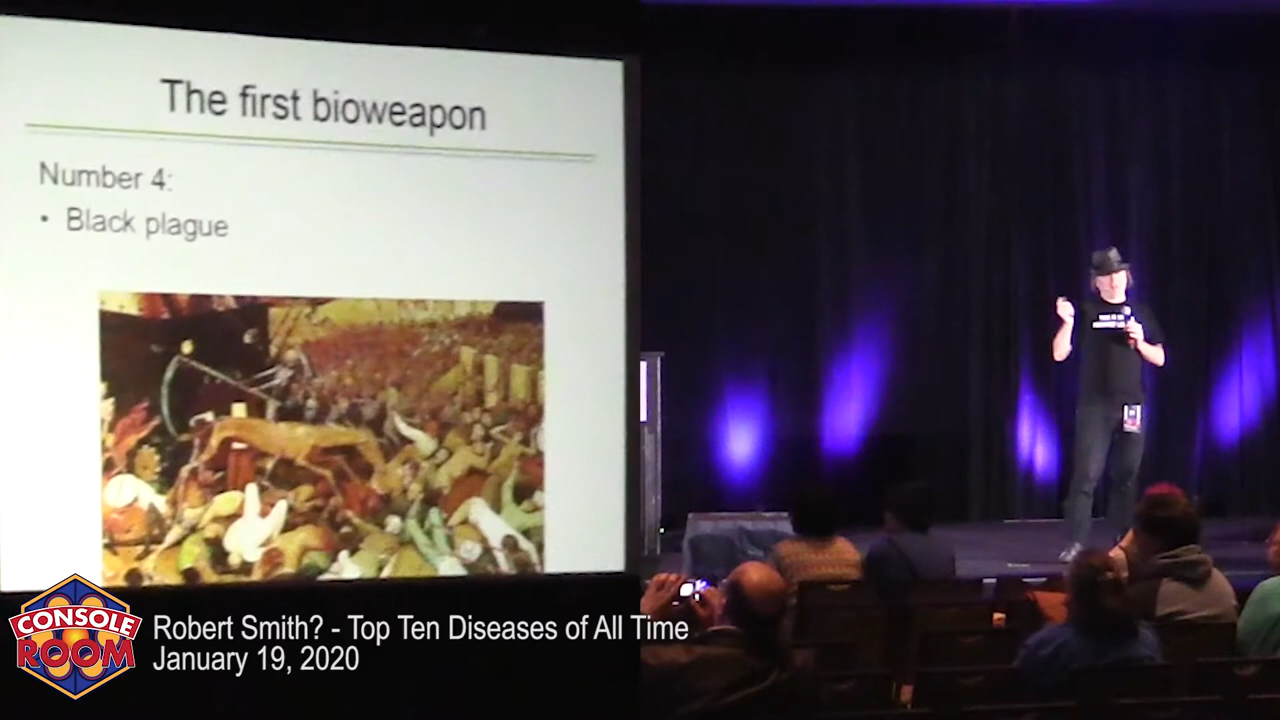 The first bioweapon
Number 4:
• Black plague
CONSOLE
ROOM
Robert Smith? - Top Ten Diseases of All Time
January 19, 2020